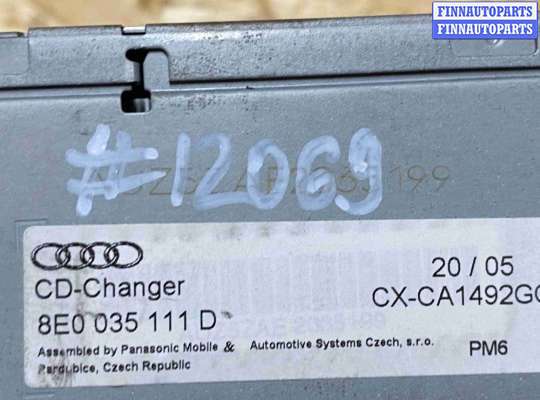 FINNAUTOPARTS
FINNAUTOPARTS
#12069
CD-Changer
8E0 035 111 D
20 / 05
CX-CA1492G
Assembled by Panasonic Mobile & Automotive Systems Czech, s.r.o.
Pardubice, Czech Republic
PM6